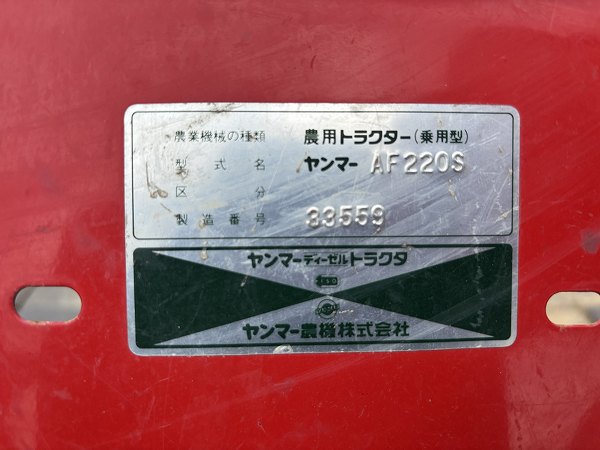 農業機械の種類 農用トラクター(乗用型)
型式名 ヤンマー AF220S
区分
製造番号 33559
ヤンマーディーゼルトラクタ
ヤンマー農機株式会社